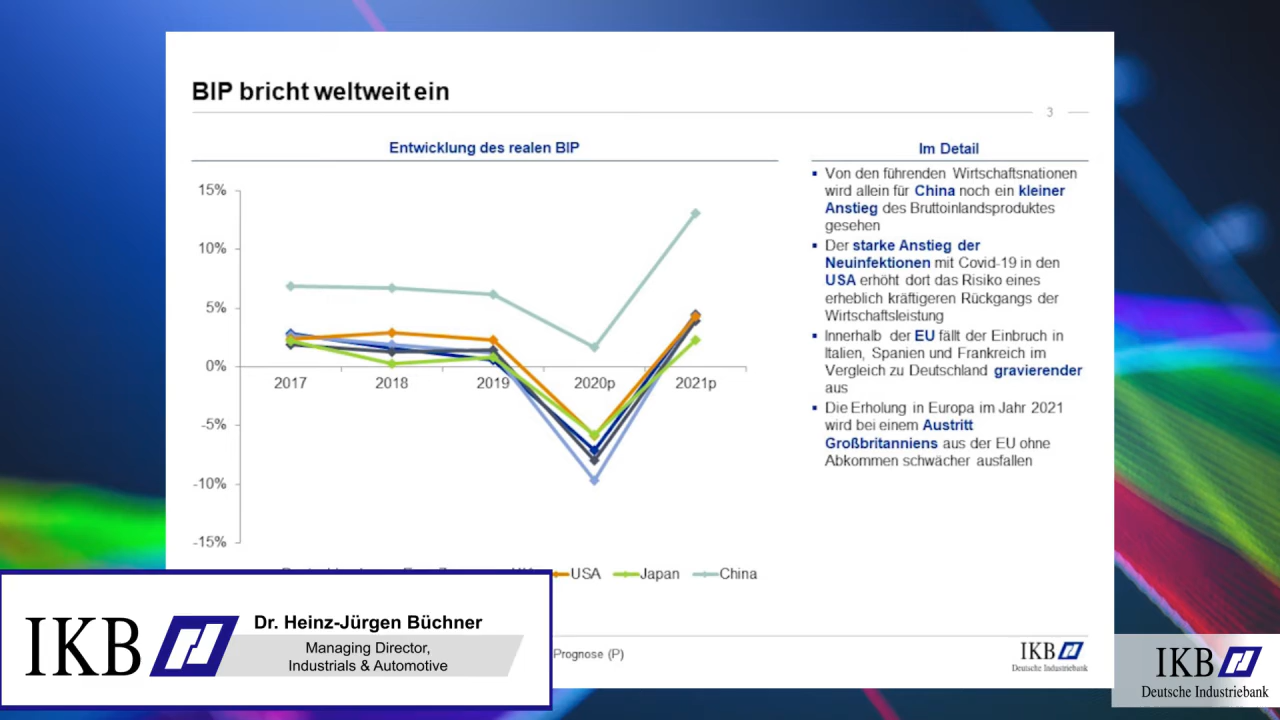 BIP bricht weltweit ein
3
Entwicklung des realen BIP
15%
10%
5%
0%
-5%
-10%
-15%
2017
2018
2019
2020p
2021p
USA
Japan
China
Im Detail
Von den führenden Wirtschaftsnationen
wird allein für China noch ein kleiner
Anstieg des Bruttoinlandsproduktes
gesehen
Der starke Anstieg der
Neuinfektionen mit Covid-19 in den
USA erhöht dort das Risiko eines
erheblich kräftigeren Rückgangs der
Wirtschaftsleistung
Innerhalb der EU fällt der Einbruch in
Italien, Spanien und Frankreich im
Vergleich zu Deutschland gravierender
aus
Die Erholung in Europa im Jahr 2021
wird bei einem Austritt
Großbritanniens aus der EU ohne
Abkommen schwächer ausfallen
Prognose (P)
IKB
Deutsche Industriebank
IKB
Dr. Heinz-Jürgen Büchner
Managing Director,
Industrials & Automotive
IKB
Deutsche Industriebank